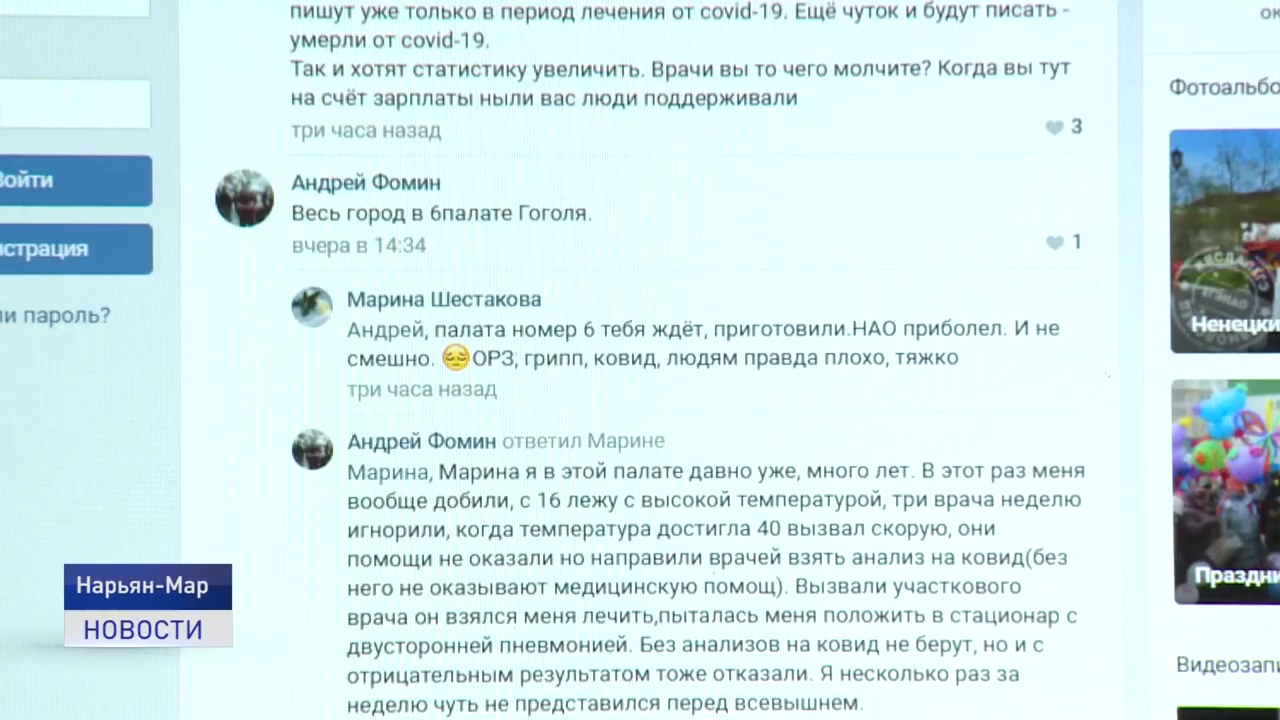 пишут уже только в период лечения от covid-19. Ещё чуток и будут писать -
умерли от covid-19.
Так и хотят статистику увеличить. Врачи вы то чего молчите? Когда вы тут
на счёт зарплаты ныли вас люди поддерживали
три часа назад
3
Андрей Фомин
Весь город в 6палате Гоголя.
вчера в 14:34
1
Марина Шестакова
Андрей, палата номер 6 тебя ждёт, приготовили.НАО приболел. И не
смешно. 😔ОРЗ, грипп, ковид, людям правда плохо, тяжко
три часа назад
Андрей Фомин ответил Марине
Марина, Марина я в этой палате давно уже, много лет. В этот раз меня
вообще добили, с 16 лежу с высокой температурой, три врача неделю
игнорили, когда температура достигла 40 вызвал скорую, они
помощи не оказали но направили врачей взять анализ на ковид(без
него не оказывают медицинскую помощ). Вызвали участкового
врача он взялся меня лечить,пыталась меня положить в стационар с
двусторонней пневмонией. Без анализов на ковид не берут, но и с
отрицательным результатом тоже отказали. Я несколько раз за
неделю чуть не представился перед всевышнем.
Войти
истрация
ли пароль?
Фотоальбо
Ненецки
Праздни
Видеозапи
Нарьян-Мар
НОВОСТИ